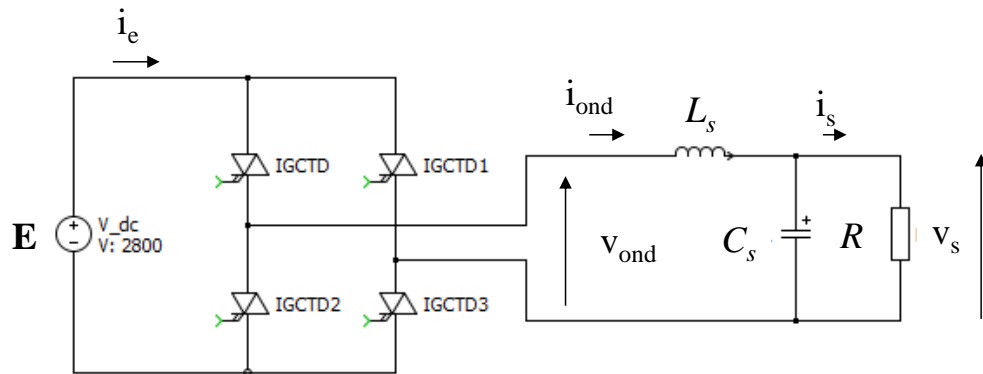 i_e
i_ond
L_s
i_s
IGCTD
IGCTD1
E
V_dc
V: 2800
v_ond
C_s
R
v_s
IGCTD2
IGCTD3